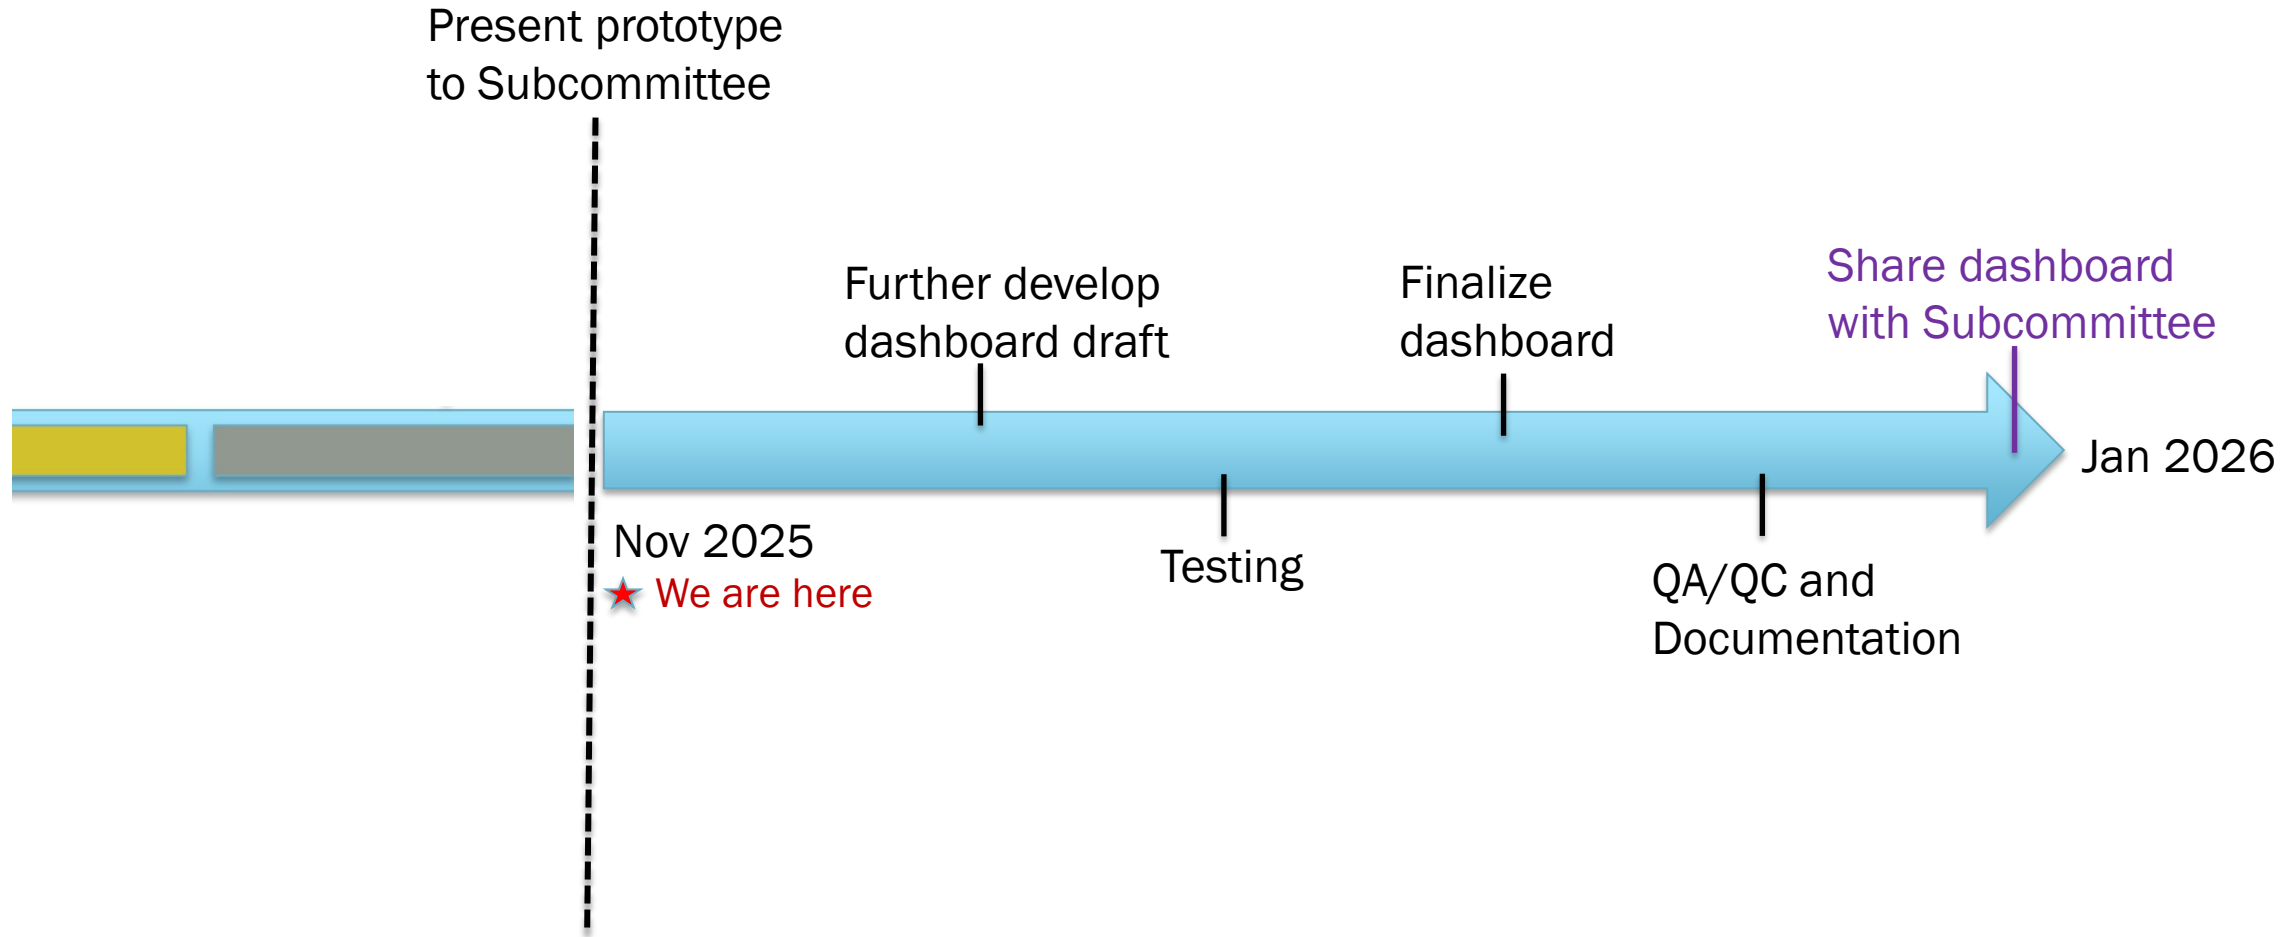 Present prototype
to Subcommittee
Further develop
dashboard draft
Finalize
dashboard
Share dashboard
with Subcommittee
Jan 2026
Nov 2025
We are here
Testing
QA/QC and
Documentation